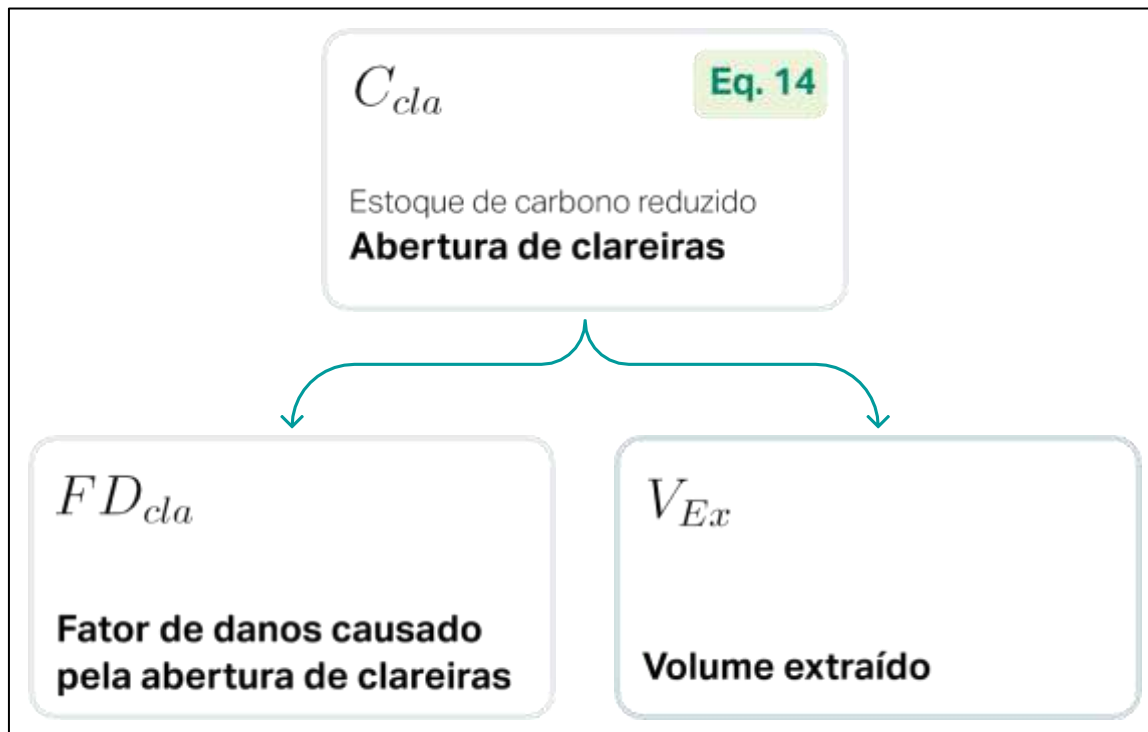 C_cla
Eq. 14
Estoque de carbono reduzido
Abertura de clareiras
FD_cla
Fator de danos causado
pela abertura de clareiras
V_Ex
Volume extraído